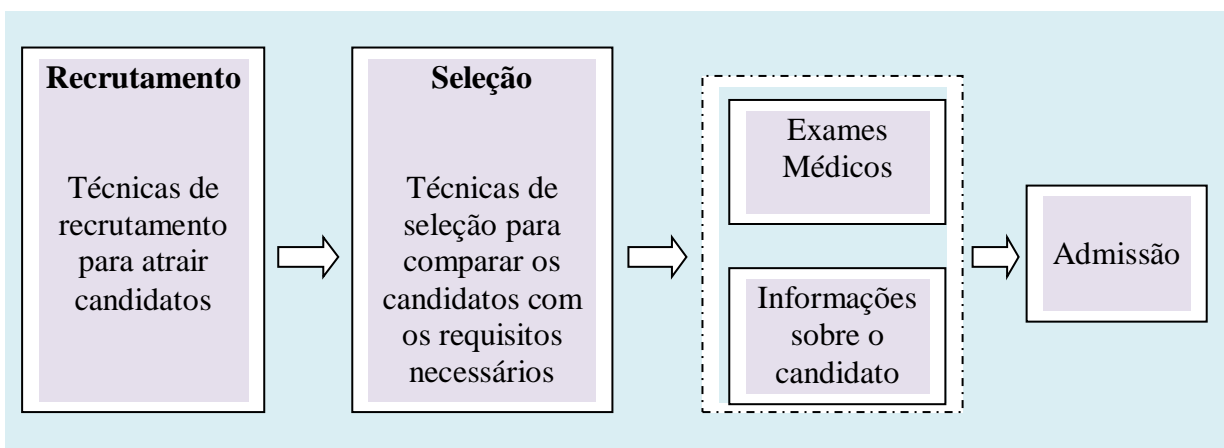 Recrutamento
Técnicas de
recrutamento
para atrair
candidatos
Seleção
Técnicas de
seleção para
comparar os
candidatos com
os requisitos
necessários
Exames
Médicos
Informações
sobre o
candidato
Admissão